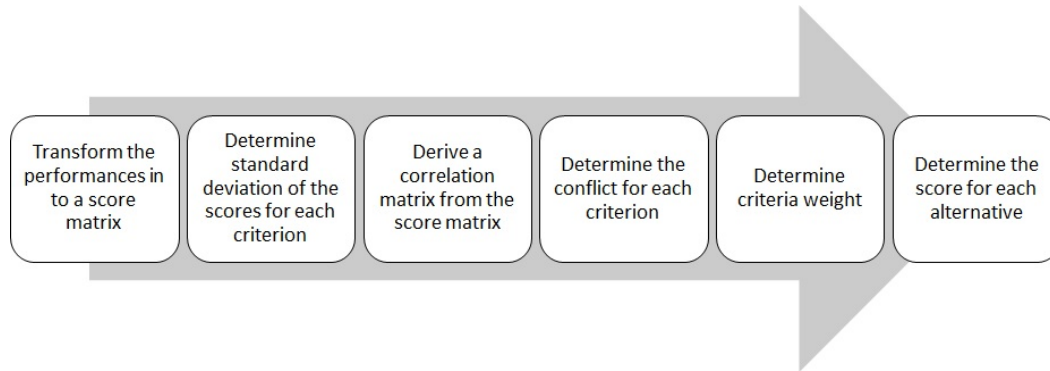 Transform the
performances in
to a score
matrix
Determine
standard
deviation of the
scores for each
criterion
Derive a
correlation
matrix from the
score matrix
Determine the
conflict for each
criterion
Determine
criteria weight
Determine the
score for each
alternative